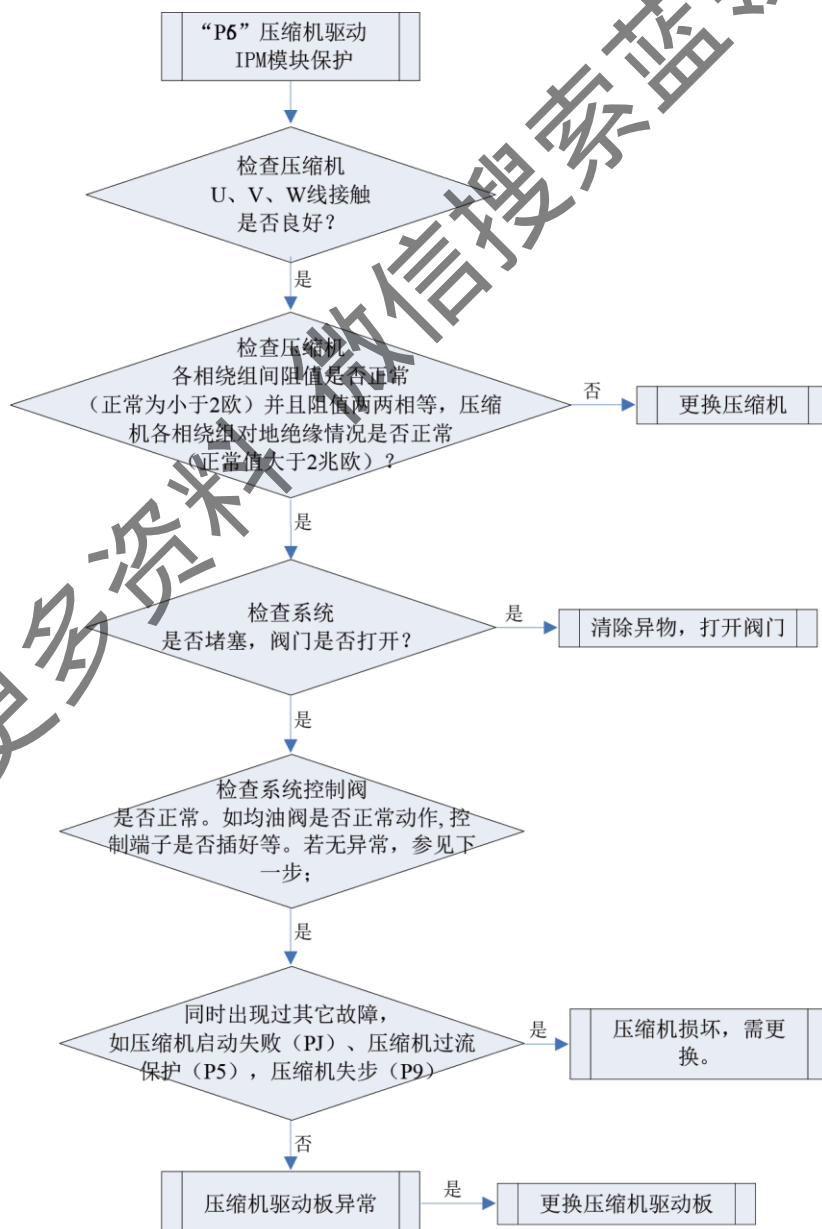 “P6”压缩机驱动
IPM模块保护
检查压缩机
U、V、W线接触
是否良好？
是
检查压缩机
各相绕组间阻值是否正常
（正常为小于2欧）并且阻值两两相等，压缩
机各相绕组对地绝缘情况是否正常
（正常值大于2兆欧）？
否
更换压缩机
是
检查系统
是否堵塞，阀门是否打开？
是
清除异物，打开阀门
是
检查系统控制阀
是否正常。如均油阀是否正常动作, 控
制端子是否插好等。若无异常，参见下
一步；
是
同时出现过其它故障，
如压缩机启动失败（PJ）、压缩机过流
保护（P5），压缩机失步（P9）
是
压缩机损坏，需更
换。
否
压缩机驱动板异常
是
更换压缩机驱动板
更多资料 微信搜索蓝